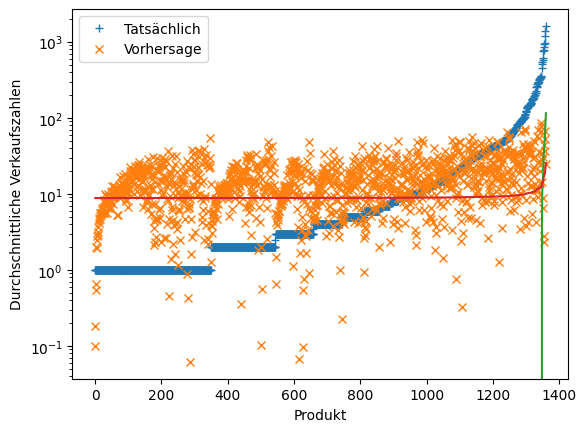 Tatsächlich
Vorhersage
Durchschnittliche Verkaufszahlen
10³
10²
10¹
10⁰
10⁻¹
0 200 400 600 800 1000 1200 1400
Produkt